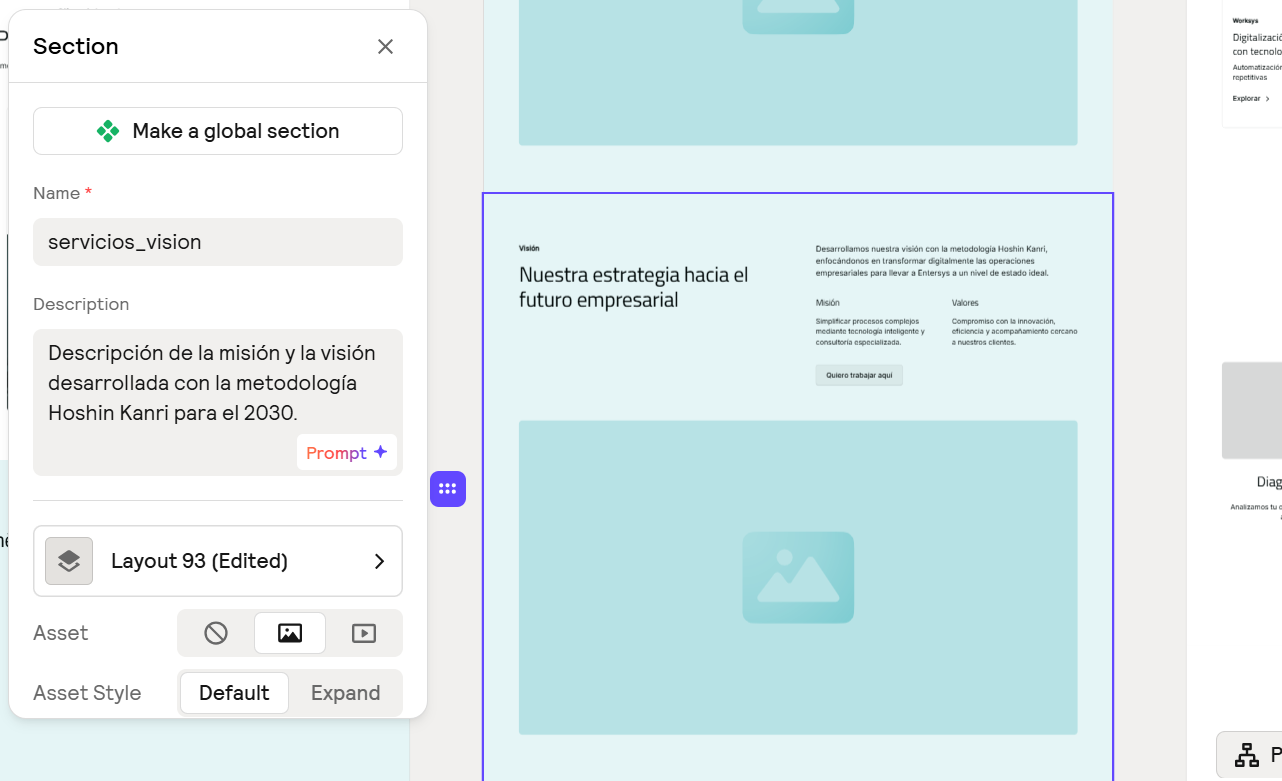 Section
Make a global section
Name *
servicios_vision
Description
Descripción de la misión y la visión
desarrollada con la metodología
Hoshin Kanri para el 2030.
Prompt
Layout 93 (Edited)
Asset
Asset Style
Default
Expand
Visión
Nuestra estrategia hacia el
futuro empresarial
Desarrollamos nuestra visión con la metodología Hoshin Kanri,
enfocándonos en transformar digitalmente las operaciones
empresariales para llevar a Entersys a un nivel de estado ideal.
Misión
Simplificar procesos complejos
mediante tecnología inteligente y
consultoría especializada.
Valores
Compromiso con la innovación,
eficiencia y acompañamiento cercano
a nuestros clientes.
Quiero trabajar aquí
Worksys
con
Automatización
repetitivas
Explorar
Analizamos tu